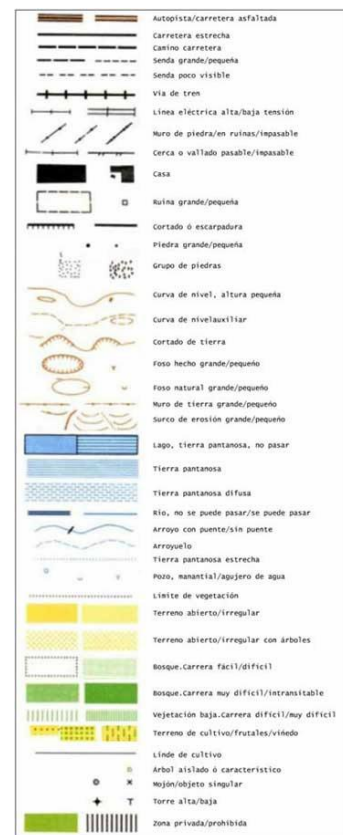 Autopista/carretera asfaltada
Carretera estrecha
Camino carretera
Senda grande/pequeña
Senda poco visible
Vía de tren
Linea eléctrica alta/baja tensión
Muro de piedra/en ruinas/impasable
Cerca o vallado pasable/impasable
Casa
Ruina grande/pequeña
Cortado ó escarpadura
Piedra grande/pequeña
Grupo de piedras
Curva de nivel, altura pequeña
Curva de nivelauxiliar
Cortado de tierra
Foso hecho grande/pequeño
Foso natural grande/pequeño
Muro de tierra grande/pequeño
Surco de erosión grande/pequeño
Lago, tierra pantanosa, no pasar
Tierra pantanosa
Tierra pantanosa difusa
Río, no se puede pasar/se puede pasar
Arroyo con puente/sin puente
Arroyuelo
Tierra pantanosa estrecha
Pozo, manantial/agujero de agua
Límite de vegetación
Terreno abierto/irregular
Terreno abierto/irregular con árboles
Bosque.Carrera fácil/difícil
Bosque.Carrera muy difícil/intransitable
Vejetación baja.Carrera difícil/muy difícil
Terreno de cultivo/frutales/viñedo
Linde de cultivo
Árbol aislado ó característico
Mojón/objeto singular
Torre alta/baja
Zona privada/prohibida